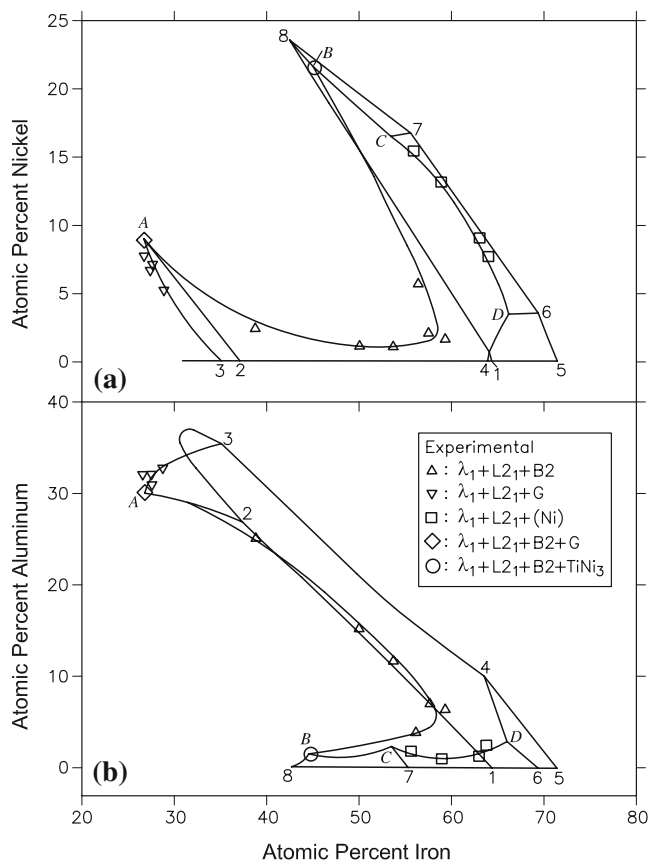 25
20
15
10
5
0
Atomic Percent Nickel
8
B
7
C
A
D
6
3
2
4
1
5
(a)
40
30
20
10
0
Atomic Percent Aluminum
3
A
2
Experimental
△: λ₁+L2₁+B2
▽: λ₁+L2₁+G
□: λ₁+L2₁+(Ni)
◇: λ₁+L2₁+B2+G
○: λ₁+L2₁+B2+TiNi₃
4
B
C
D
8
7
1
6
5
(b)
20 30 40 50 60 70 80
Atomic Percent Iron